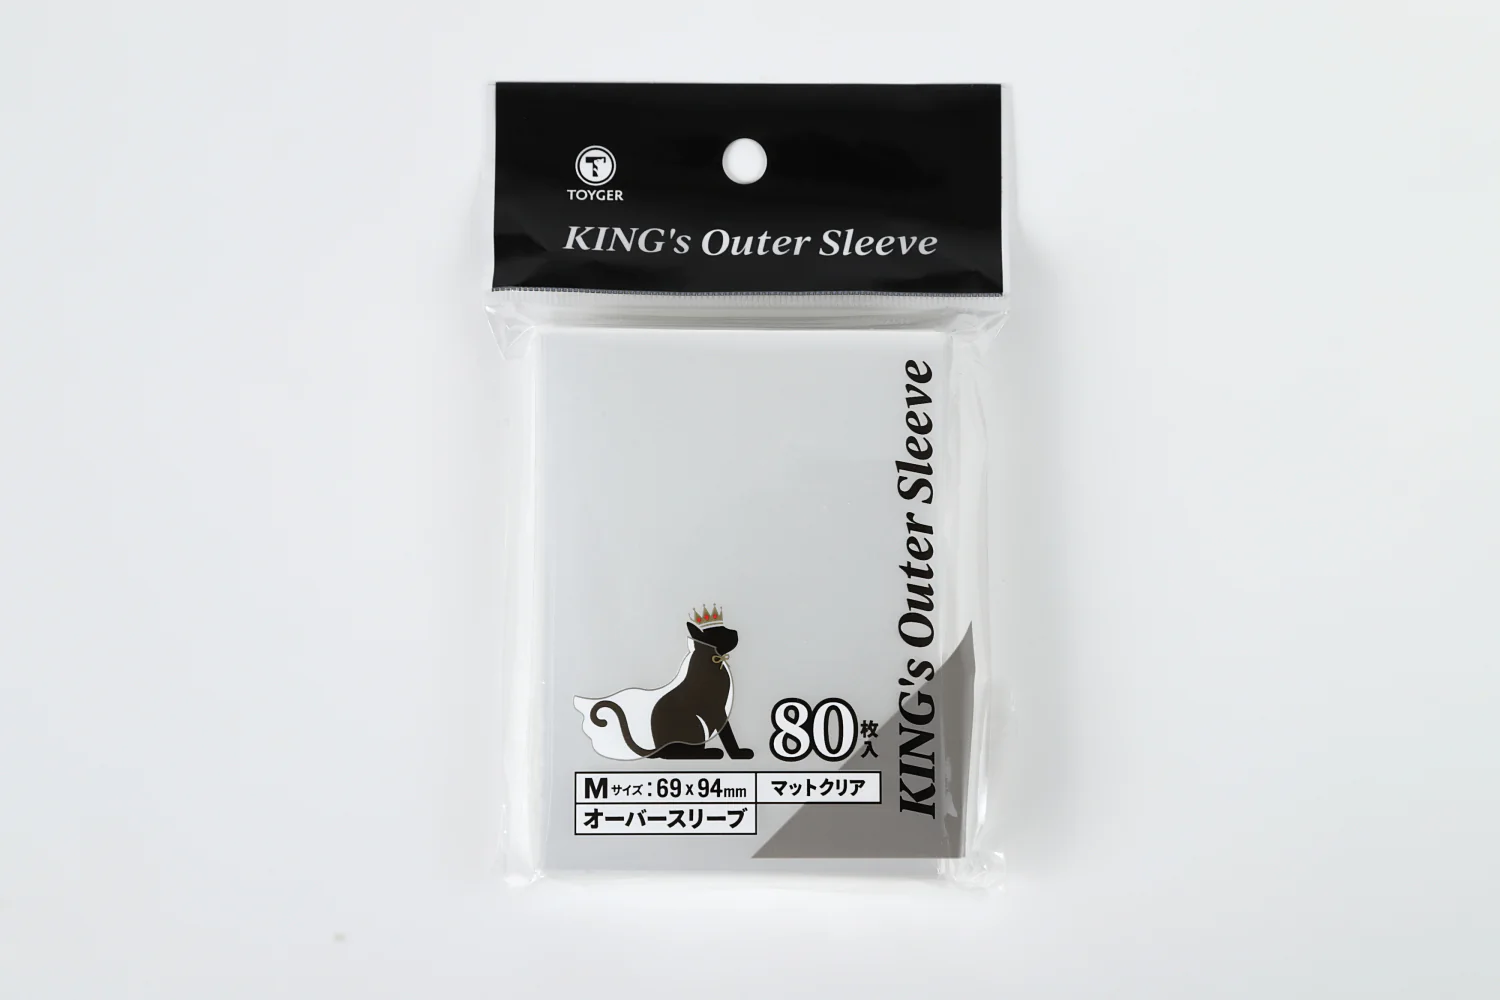 TOYGER
KING's Outer Sleeve
KING's Outer Sleeve
80枚入
Mサイズ:69x94mm
マットクリア
オーバースリーブ